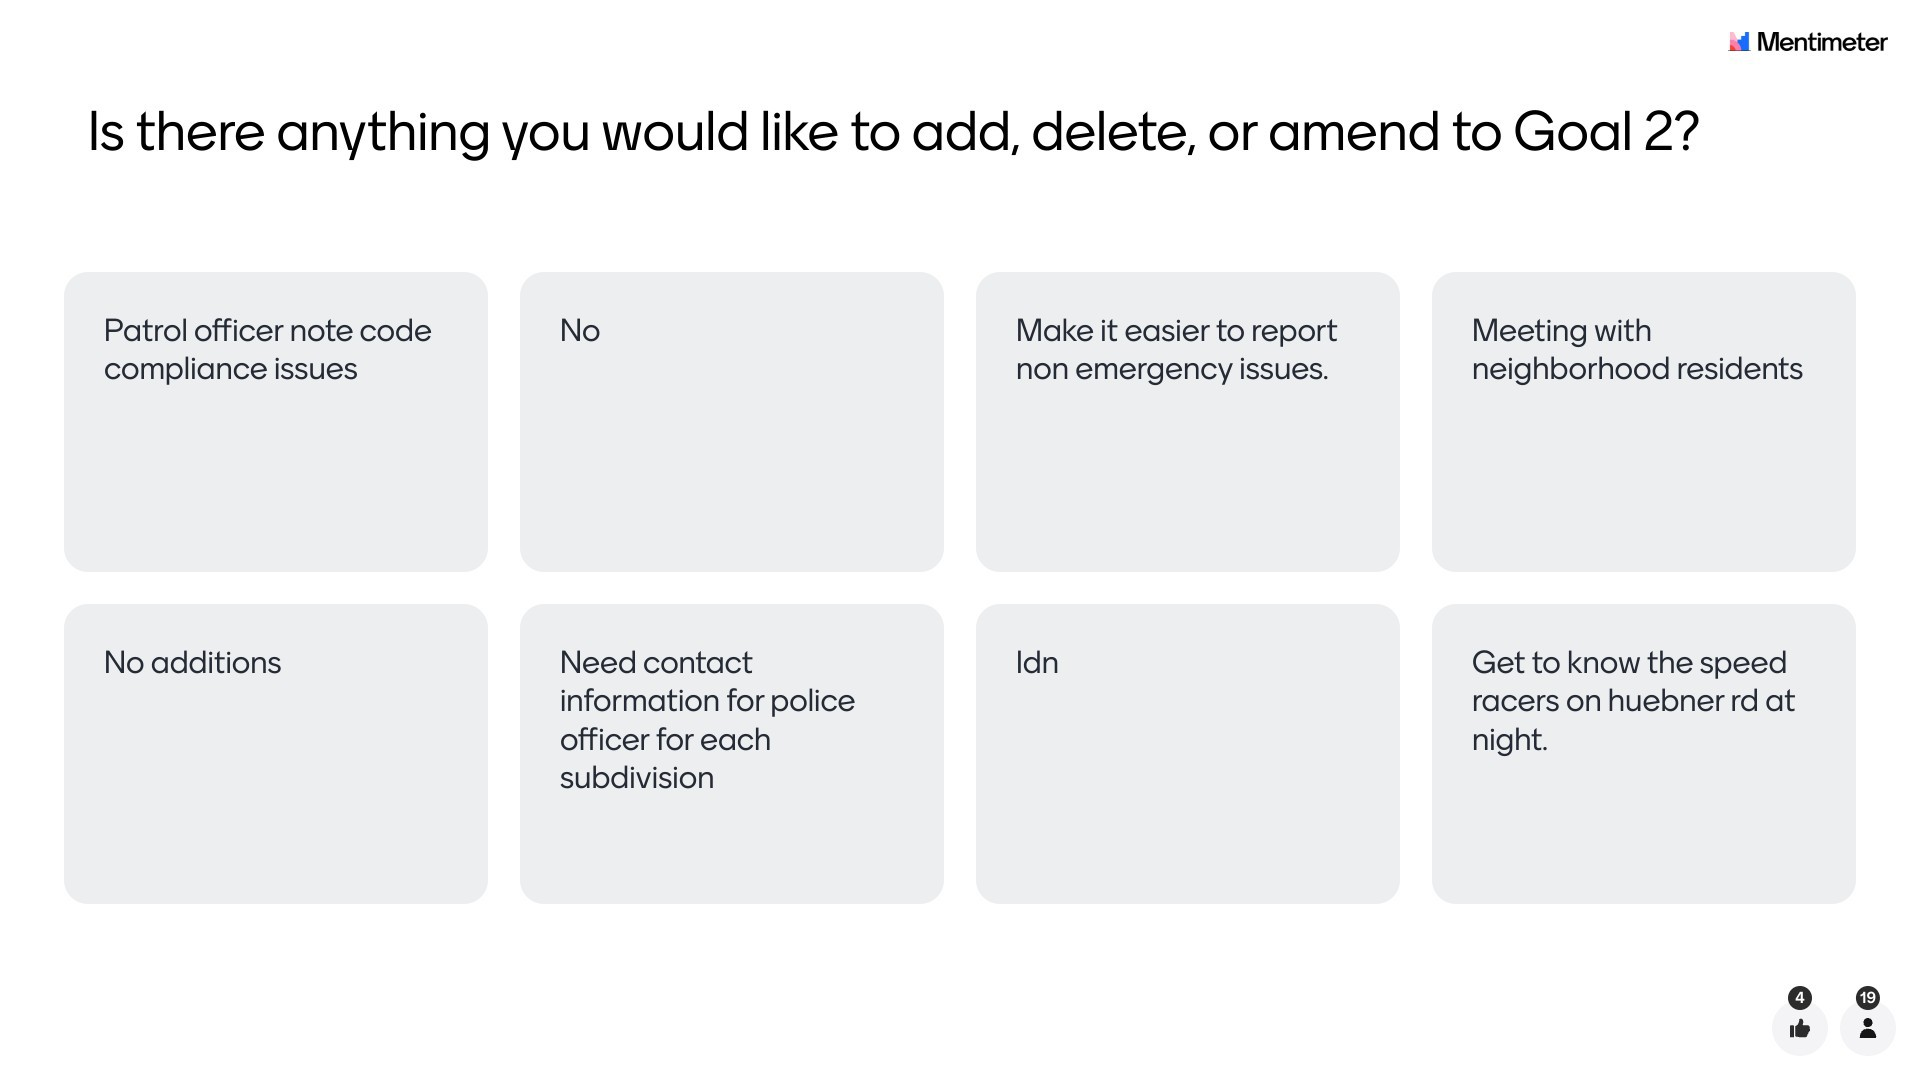 Mentimeter
Is there anything you would like to add, delete, or amend to Goal 2?
Patrol officer note code
compliance issues
No
Make it easier to report
non emergency issues.
Meeting with
neighborhood residents
No additions
Need contact
information for police
officer for each
subdivision
Idn
Get to know the speed
racers on huebner rd at
night.
4
19